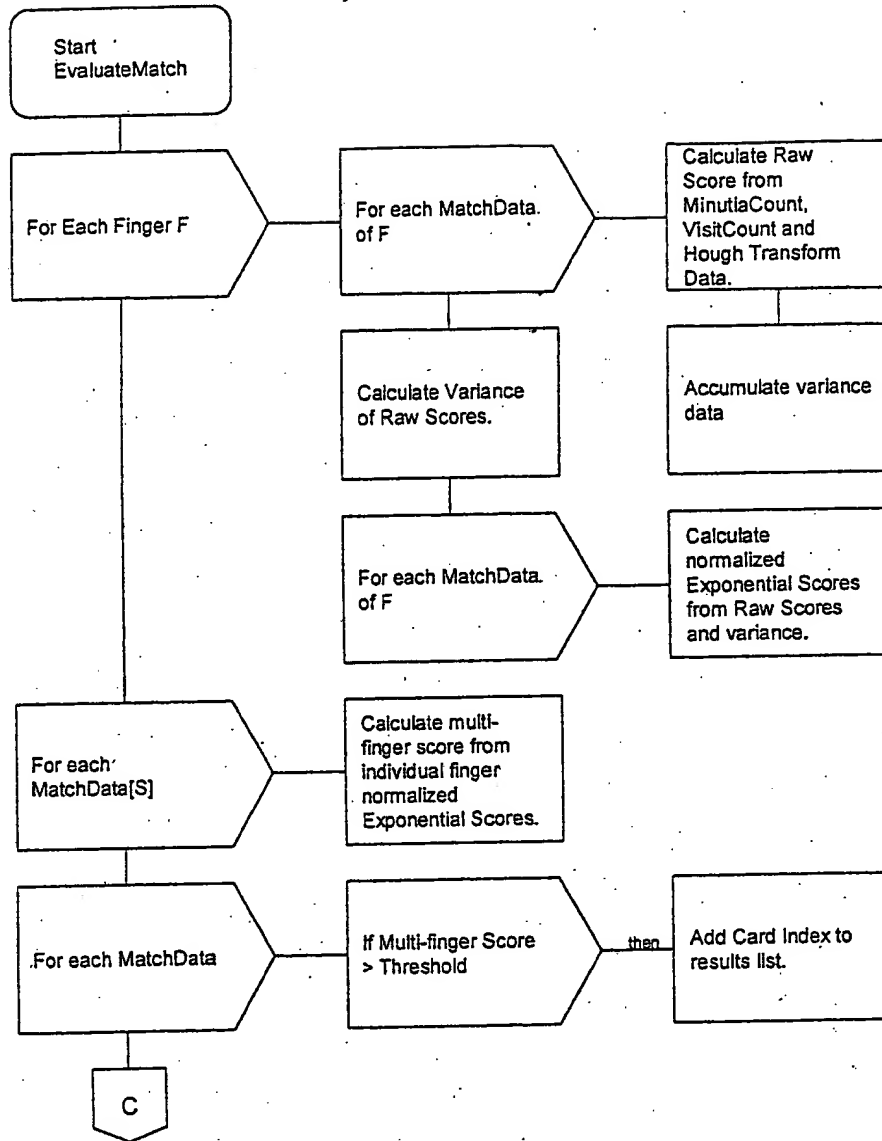 Start
EvaluateMatch
For Each Finger F
For each MatchData.
of F
Calculate Raw
Score from
MinutiaCount,
VisitCount and
Hough Transform
Data.
Calculate Variance
of Raw Scores.
Accumulate variance
data
For each MatchData.
of F
Calculate
normalized
Exponential Scores
from Raw Scores
and variance.
For each
MatchData[S]
Calculate multi-
finger score from
individual finger
normalized
Exponential Scores.
For each MatchData
If Multi-finger Score
> Threshold
then
Add Card Index to
results list.
C